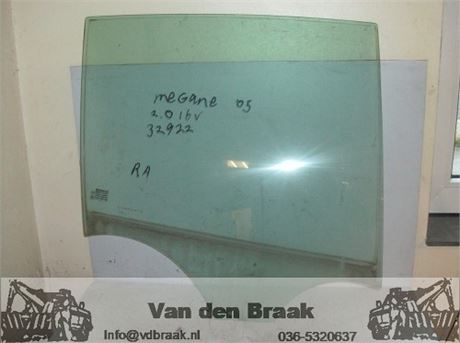 megane 05
2.0 16v
32922
RA
Van den Braak
Info@vdbraak.nl 036-5320637